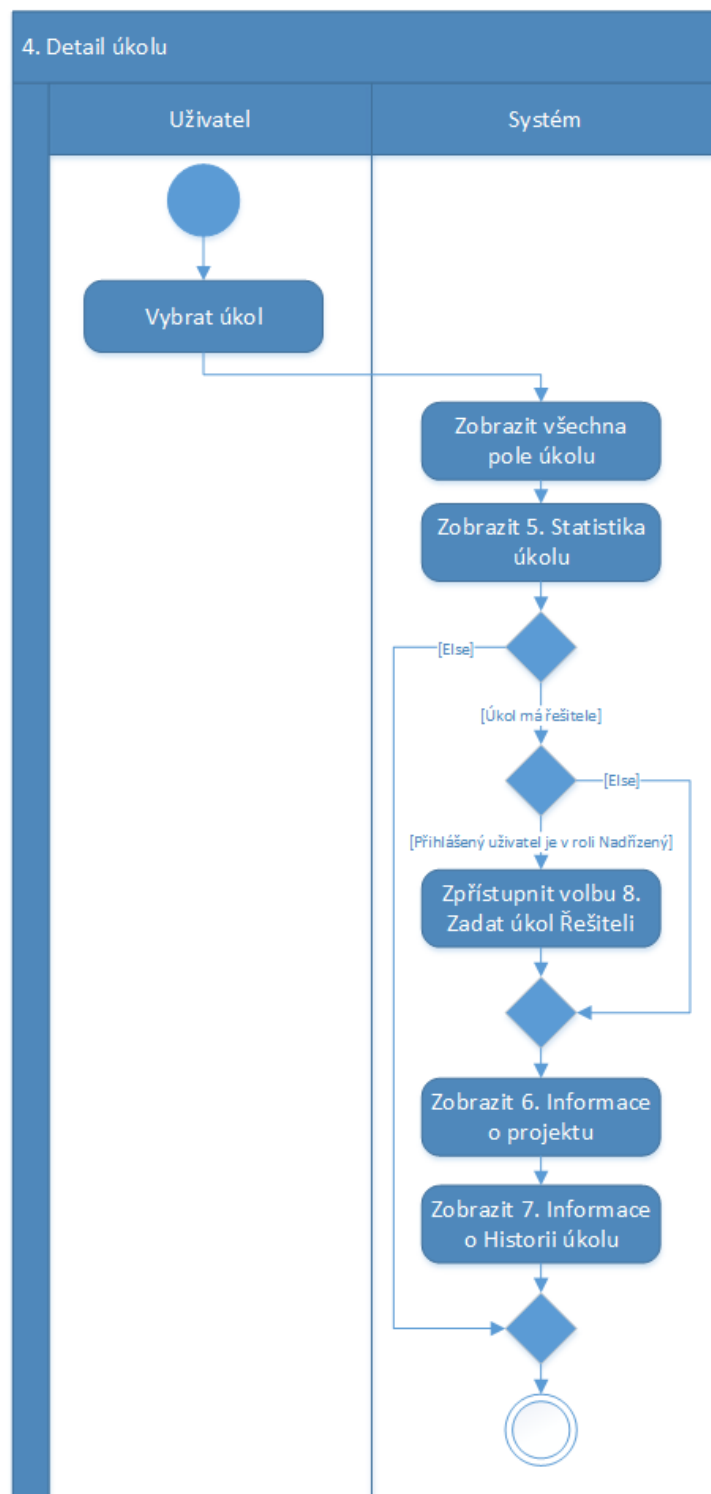 4. Detail úkolu
Uživatel
Systém
Vybrat úkol
Zobrazit všechna
pole úkolu
Zobrazit 5. Statistika
úkolu
[Else]
[Úkol má řešitele]
[Else]
[Přihlášený uživatel je v roli Nadřízený]
Zpřístupnit volbu 8.
Zadat úkol Řešiteli
Zobrazit 6. Informace
o projektu
Zobrazit 7. Informace
o Historii úkolu